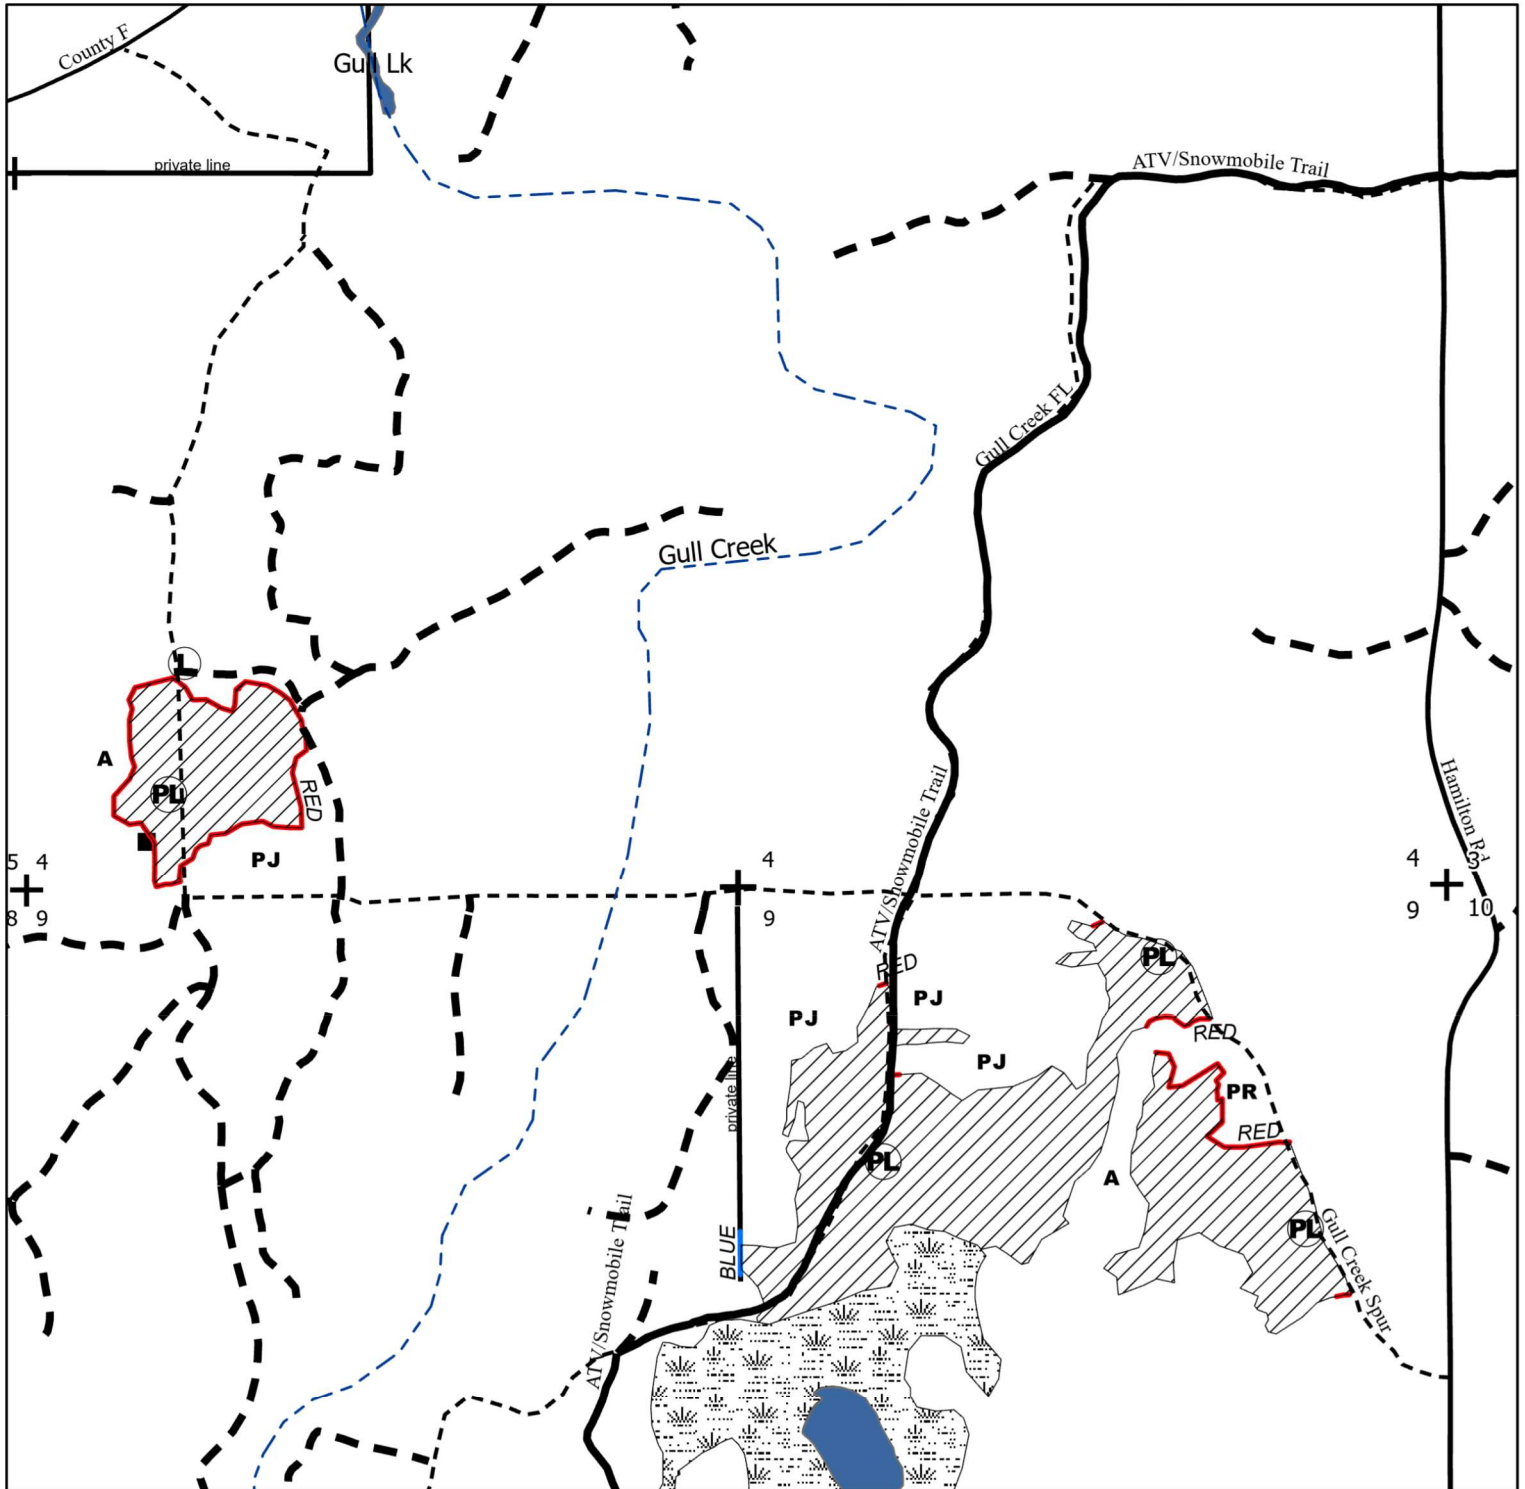 County F
Gull Lk
private line
ATV/Snowmobile Trail
Gull Creek FL
Gull Creek
L
A
PL
RED
PJ
5 4
8 9
4
9
ATV/Snowmobile Trail
Hamilton Rd
4 3
9 10
RED
PJ
PJ
PJ
PL
RED
PR
RED
private line
PL
A
BLUE
PL
Gull Creek Spur
ATV/Snowmobile Trail